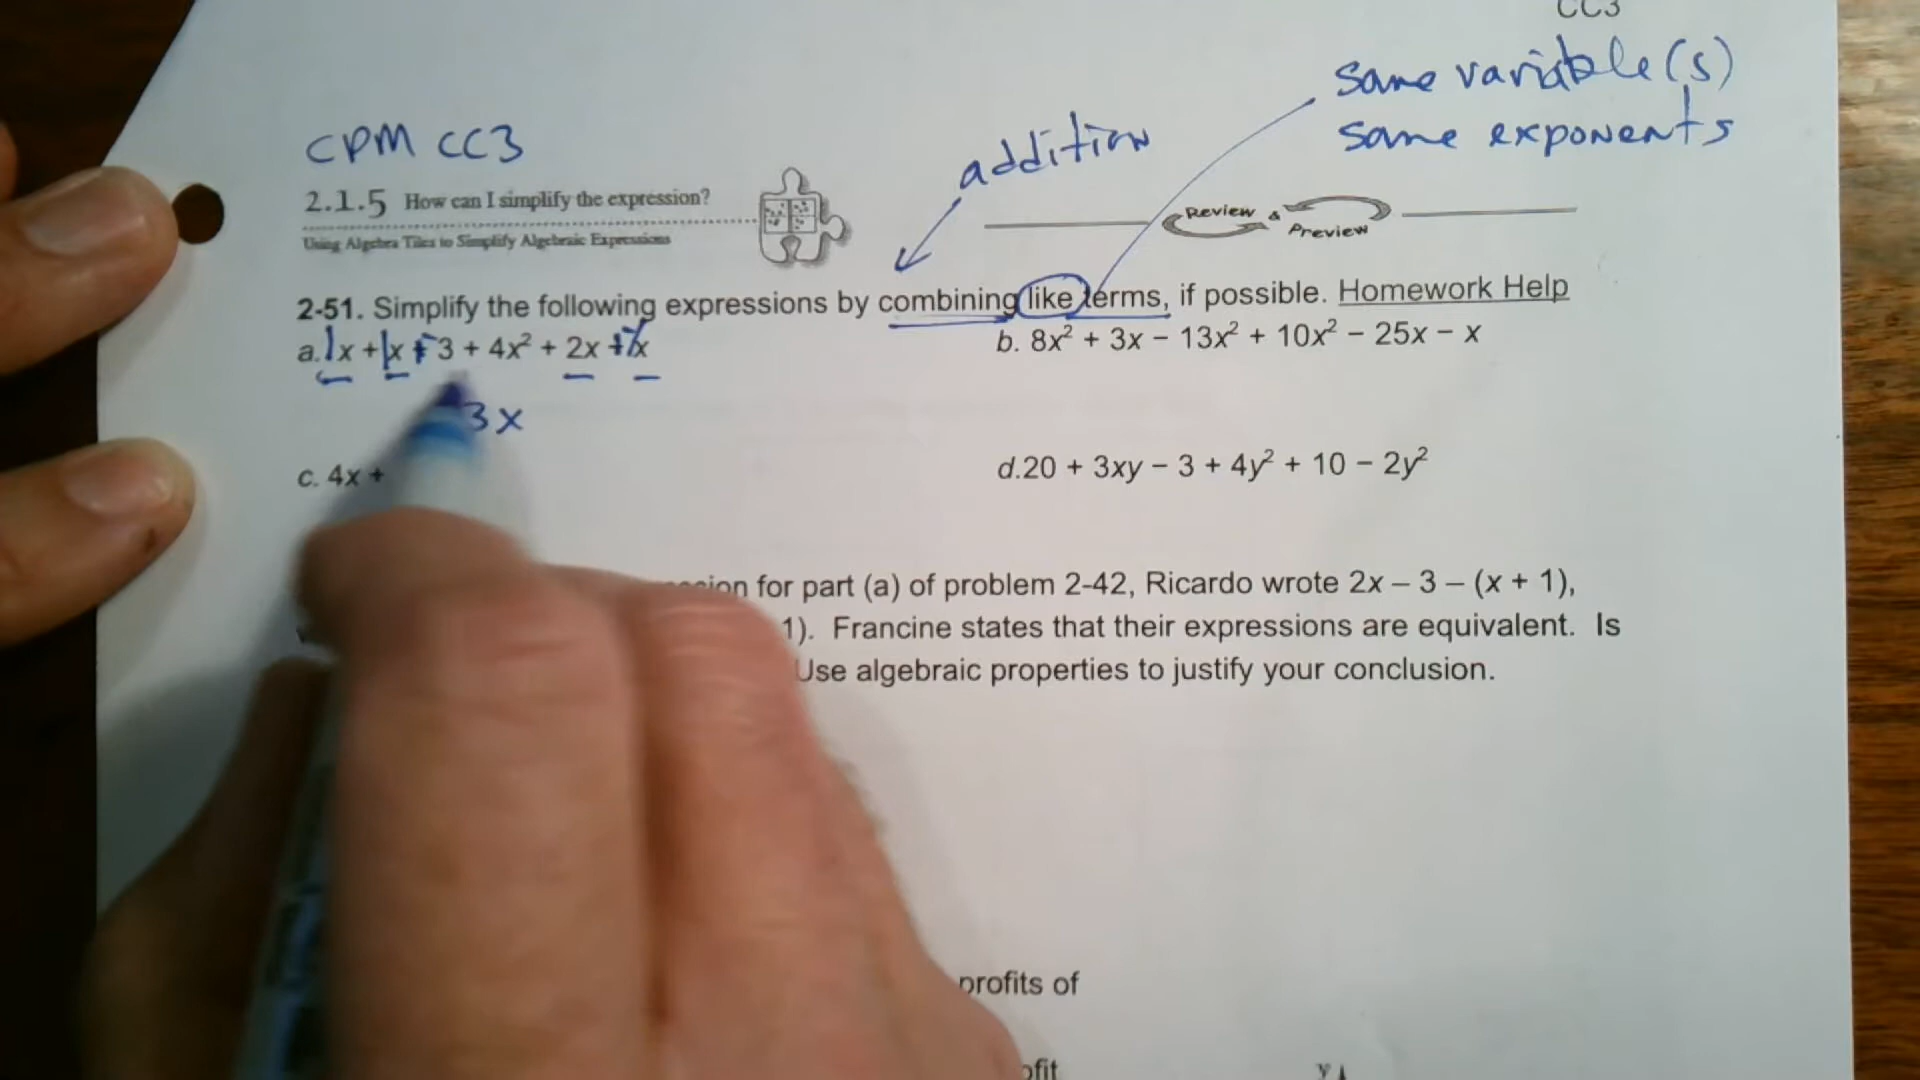 CC3
same variable(s)
same exponents
addition
CPM CC3
2.1.5 How can I simplify the expression?
Using Algebra Tiles to Simplify Algebraic Expressions
Review & Preview
2-51. Simplify the following expressions by combining like terms, if possible. Homework Help
a. 1x + 1x + -3 + 4x² + 2x + -1x
b. 8x² + 3x − 13x² + 10x² − 25x − x
3x
c. 4x +
d.20 + 3xy − 3 + 4y² + 10 − 2y²
for part (a) of problem 2-42, Ricardo wrote 2x – 3 – (x + 1),
1). Francine states that their expressions are equivalent. Is
Use algebraic properties to justify your conclusion.
profits of
y